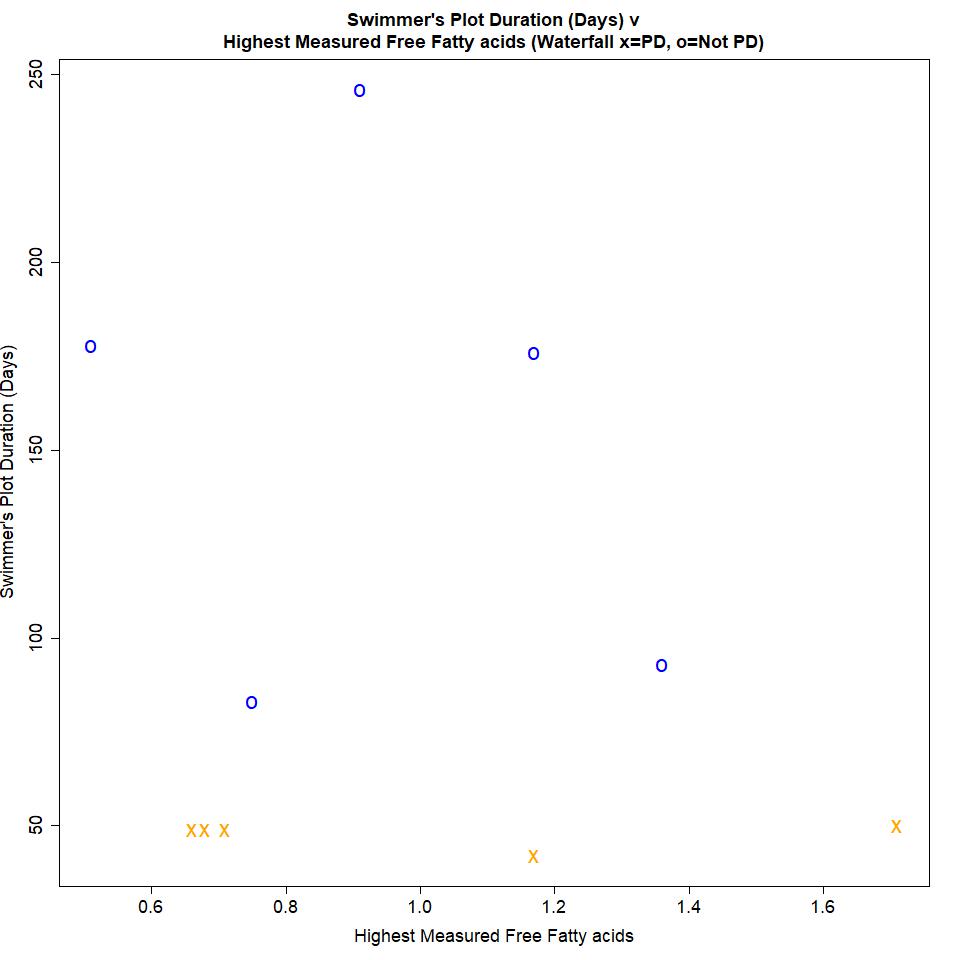 Swimmer's Plot Duration (Days) v
Highest Measured Free Fatty acids (Waterfall x=PD, o=Not PD)
Swimmer's Plot Duration (Days)
250
200
150
100
50
o
o
o
o
o
x x x
x
x
0.6 0.8 1.0 1.2 1.4 1.6
Highest Measured Free Fatty acids